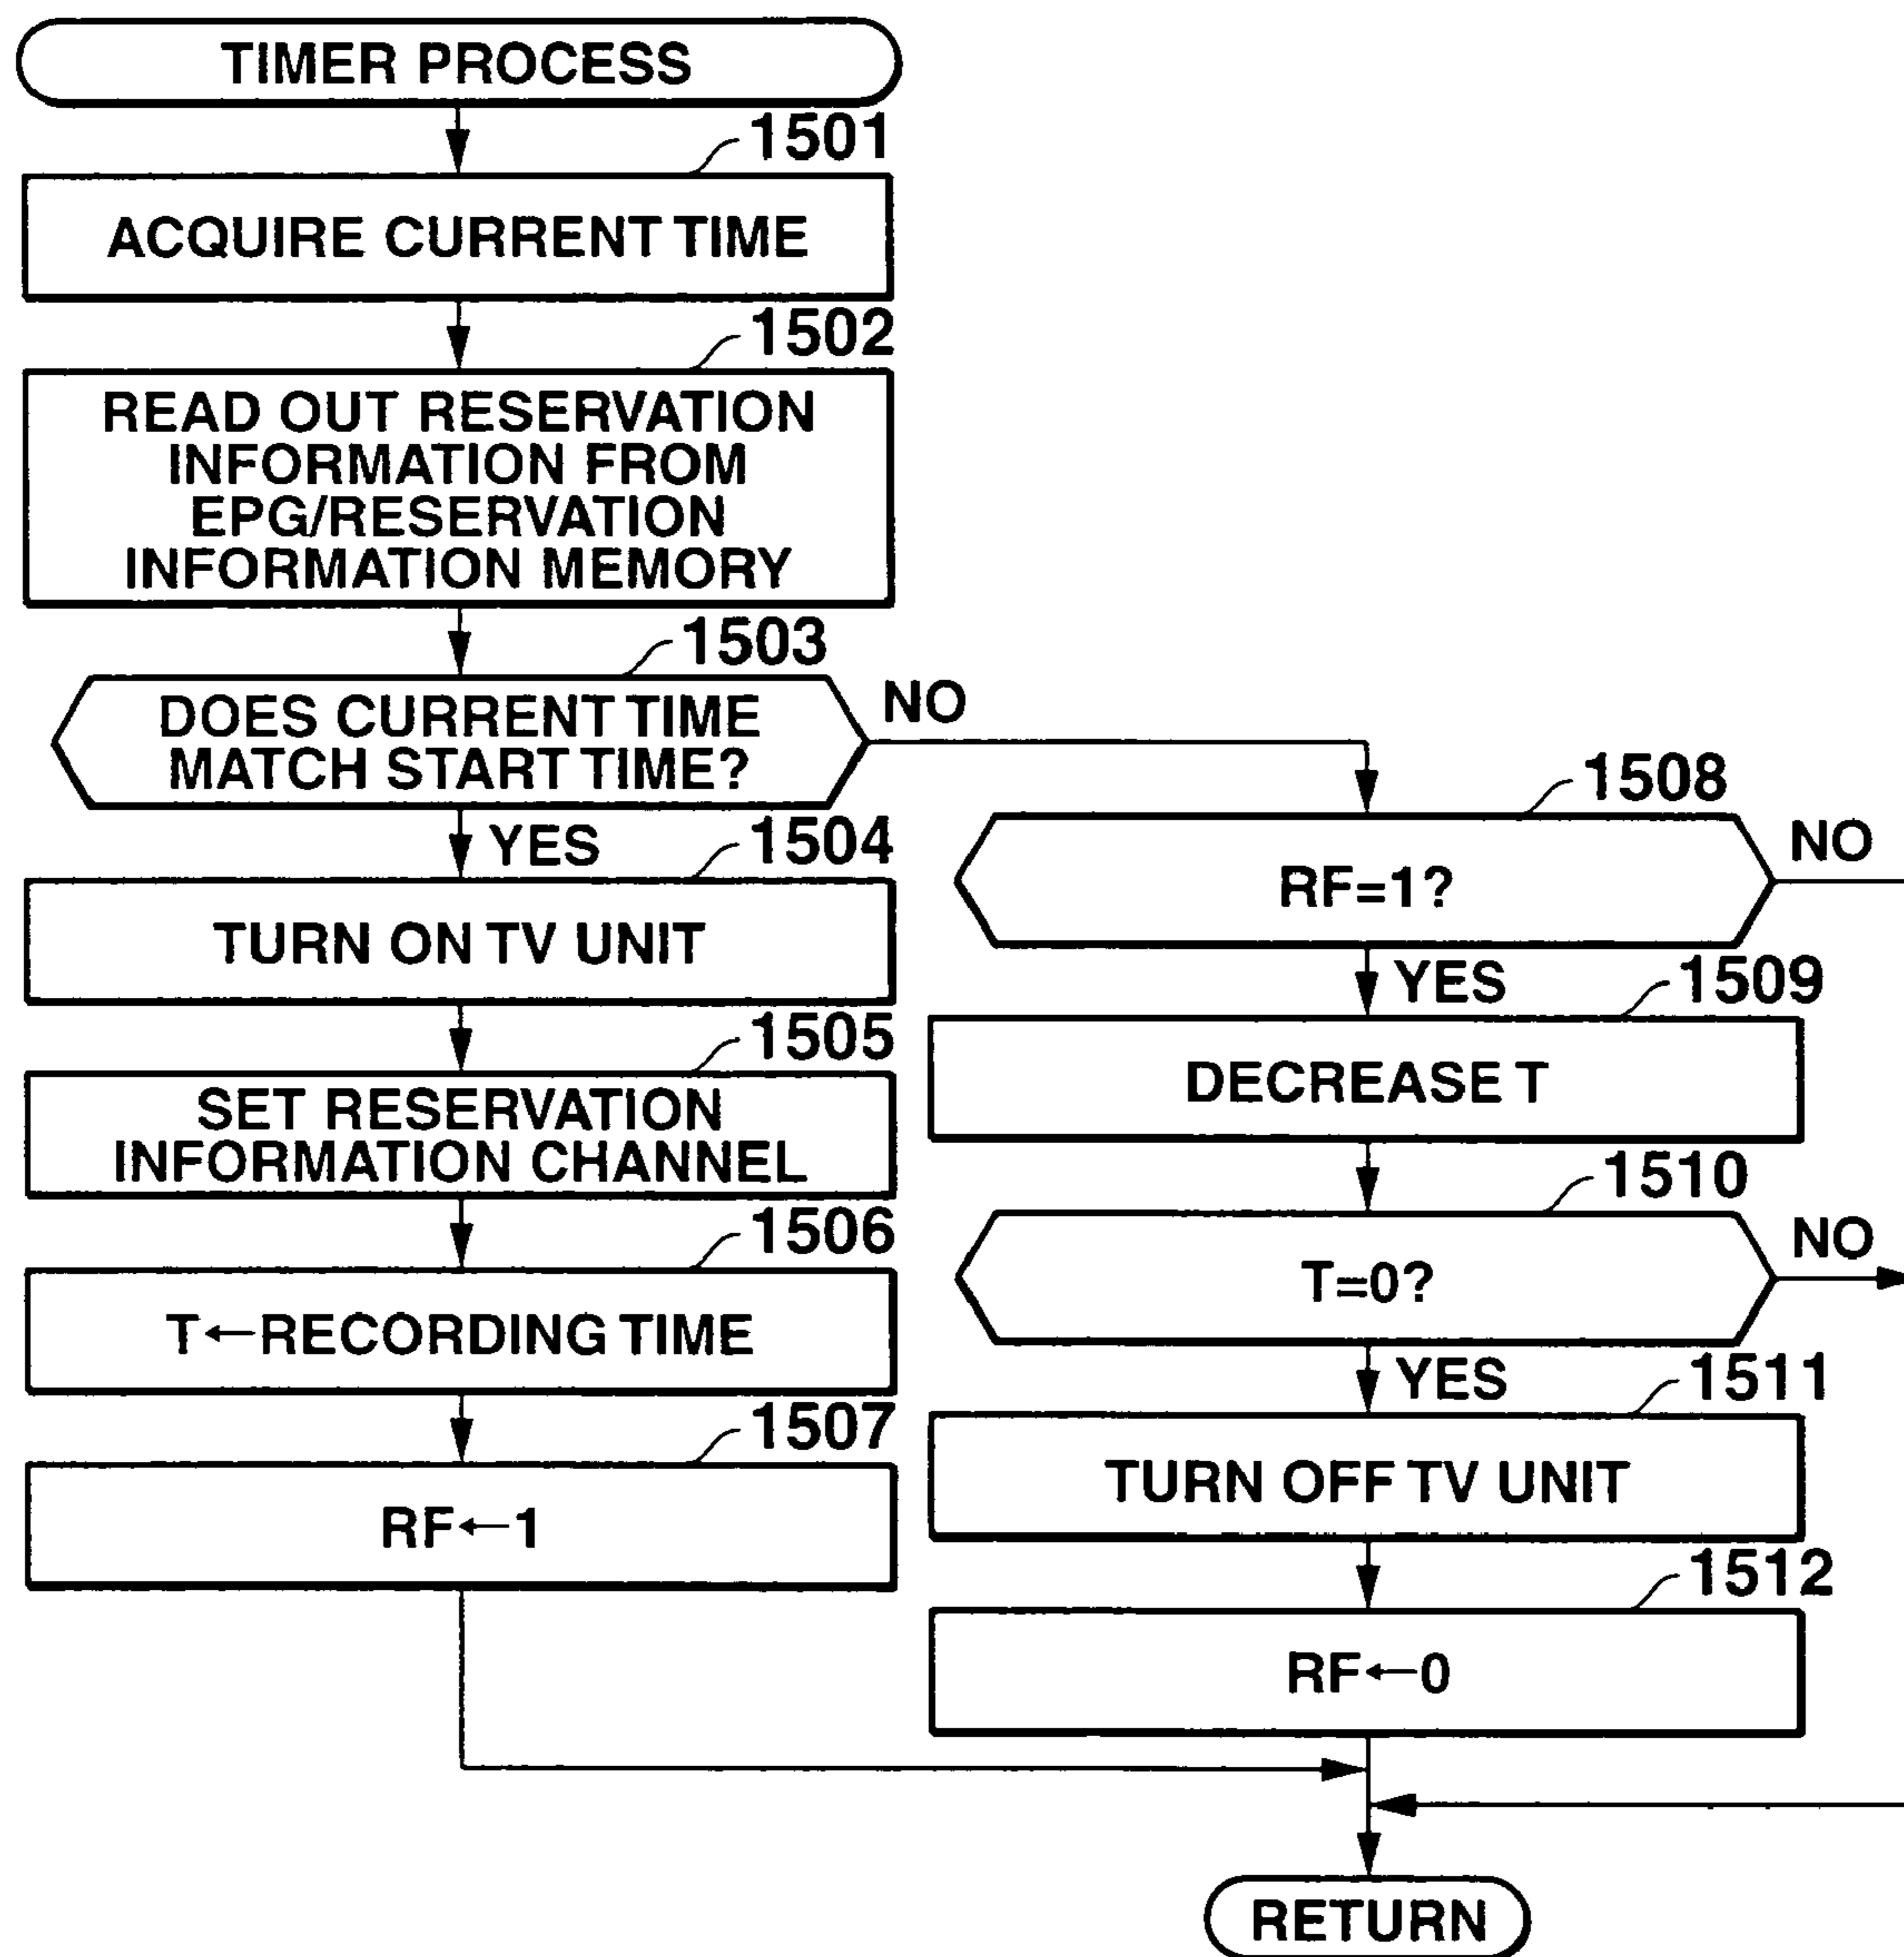 TIMER PROCESS
1501
ACQUIRE CURRENT TIME
1502
READ OUT RESERVATION
INFORMATION FROM
EPG/RESERVATION
INFORMATION MEMORY
1503
DOES CURRENT TIME
MATCH START TIME?
NO
YES
1504
TURN ON TV UNIT
1505
SET RESERVATION
INFORMATION CHANNEL
1506
T←RECORDING TIME
1507
RF←1
1508
RF=1?
NO
YES
1509
DECREASE T
1510
T=0?
NO
YES
1511
TURN OFF TV UNIT
1512
RF←0
RETURN